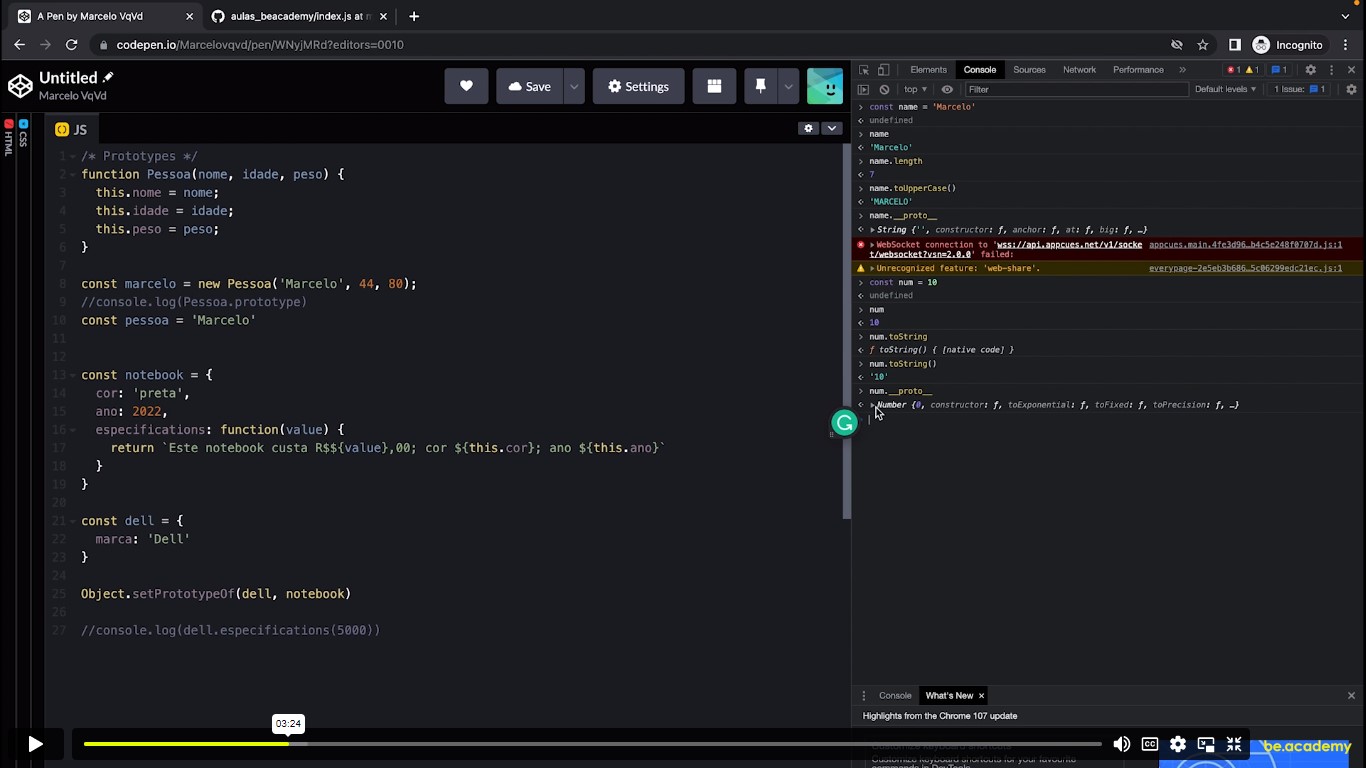 A Pen by Marcelo VqVd
aulas_beacademy/index.js at m
codepen.io/Marcelovqvd/pen/WNyjMRd?editors=0010
Incognito
Untitled
Marcelo VqVd
Save
Settings
HTML
CSS
JS
1 /* Prototypes */
2 function Pessoa(nome, idade, peso) {
3 this.nome = nome;
4 this.idade = idade;
5 this.peso = peso;
6 }
7
8 const marcelo = new Pessoa('Marcelo', 44, 80);
9 //console.log(Pessoa.prototype)
10 const pessoa = 'Marcelo'
11
12
13 const notebook = {
14 cor: 'preta',
15 ano: 2022,
16 especifications: function(value) {
17 return `Este notebook custa R$${value},00; cor ${this.cor}; ano ${this.ano}`
18 }
19 }
20
21 const dell = {
22 marca: 'Dell'
23 }
24
25 Object.setPrototypeOf(dell, notebook)
26
27 //console.log(dell.especifications(5000))
Elements Console Sources Network Performance » 1 1 1
top Filter Default levels 1 Issue: 1
const name = 'Marcelo'
undefined
name
'Marcelo'
name.length
7
name.toUpperCase()
'MARCELO'
name.__proto__
String {'', constructor: ƒ, anchor: ƒ, at: ƒ, big: ƒ, …}
WebSocket connection to 'wss://api.appcues.net/v1/socke appcues.main.4fe3d96…b4c5e248f0707d.js:1
t/websocket?vsn=2.0.0' failed:
Unrecognized feature: 'web-share'. everypage-2e5eb3b686…5c06299edc21ec.js:1
const num = 10
undefined
num
10
num.toString
ƒ toString() { [native code] }
num.toString()
'10'
num.__proto__
Number {0, constructor: ƒ, toExponential: ƒ, toFixed: ƒ, toPrecision: ƒ, …}
Console What's New
Highlights from the Chrome 107 update
03:24
be.academy